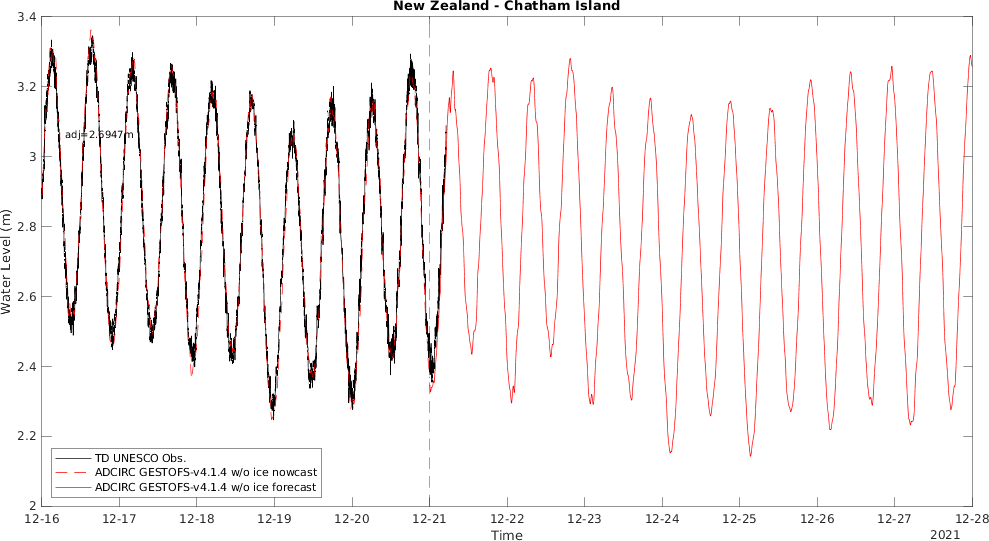 New Zealand - Chatham Island
3.4
3.2
3
2.8
2.6
2.4
2.2
2
Water Level (m)
adj=2.6947m
TD UNESCO Obs.
ADCIRC GESTOFS-v4.1.4 w/o ice nowcast
ADCIRC GESTOFS-v4.1.4 w/o ice forecast
12-16 12-17 12-18 12-19 12-20 12-21 12-22 12-23 12-24 12-25 12-26 12-27 12-28
Time
2021